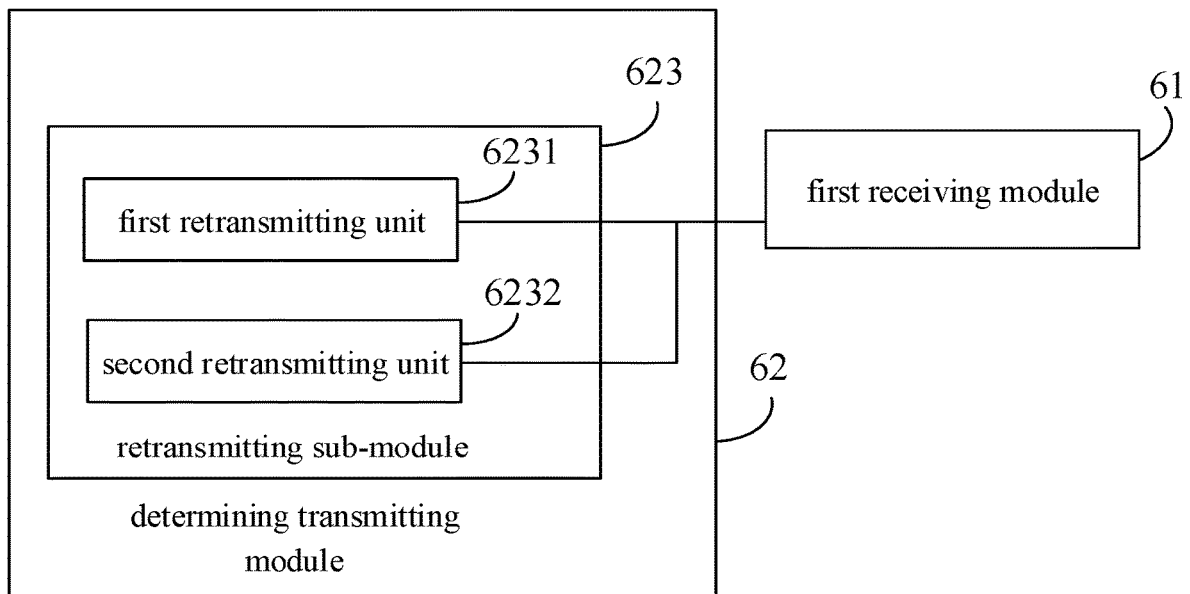 623
61
6231
first retransmitting unit
first receiving module
6232
second retransmitting unit
62
retransmitting sub-module
determining transmitting
module